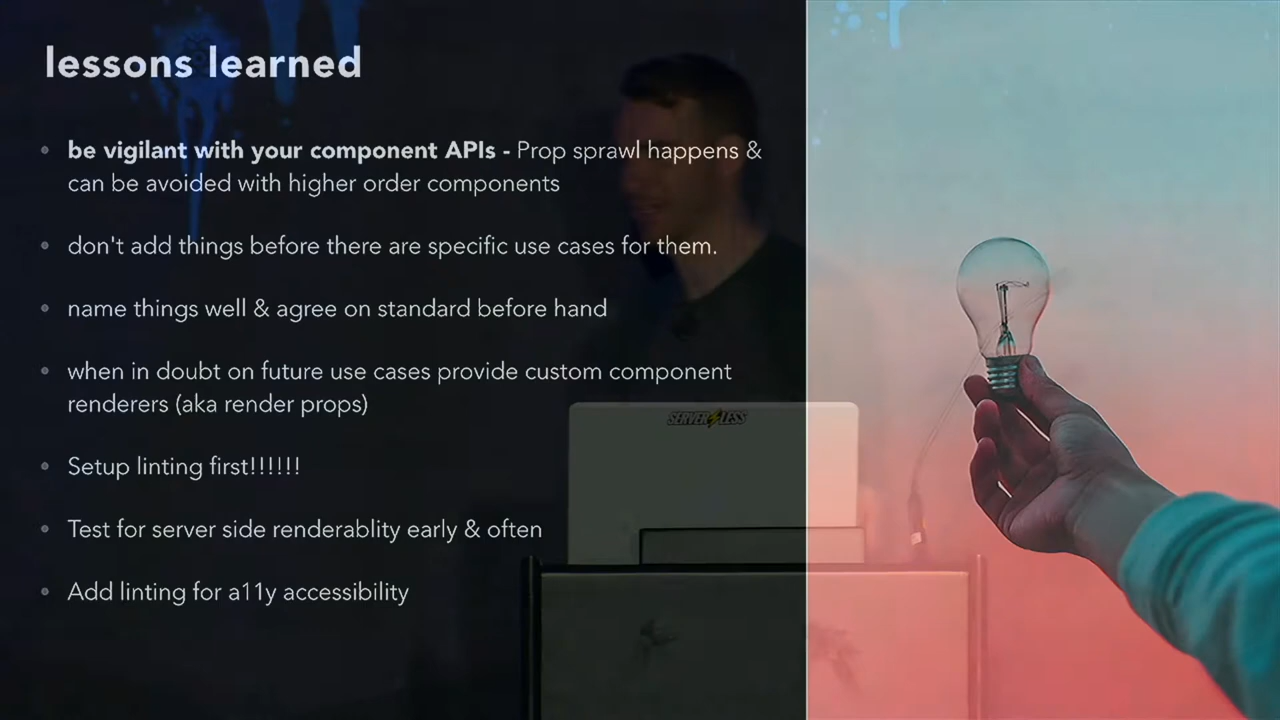 lessons learned
be vigilant with your component APIs - Prop sprawl happens &
can be avoided with higher order components
don't add things before there are specific use cases for them.
name things well & agree on standard before hand
when in doubt on future use cases provide custom component
renderers (aka render props)
SERVER⚡LESS
Setup linting first!!!!!!
Test for server side renderablity early & often
Add linting for a11y accessibility